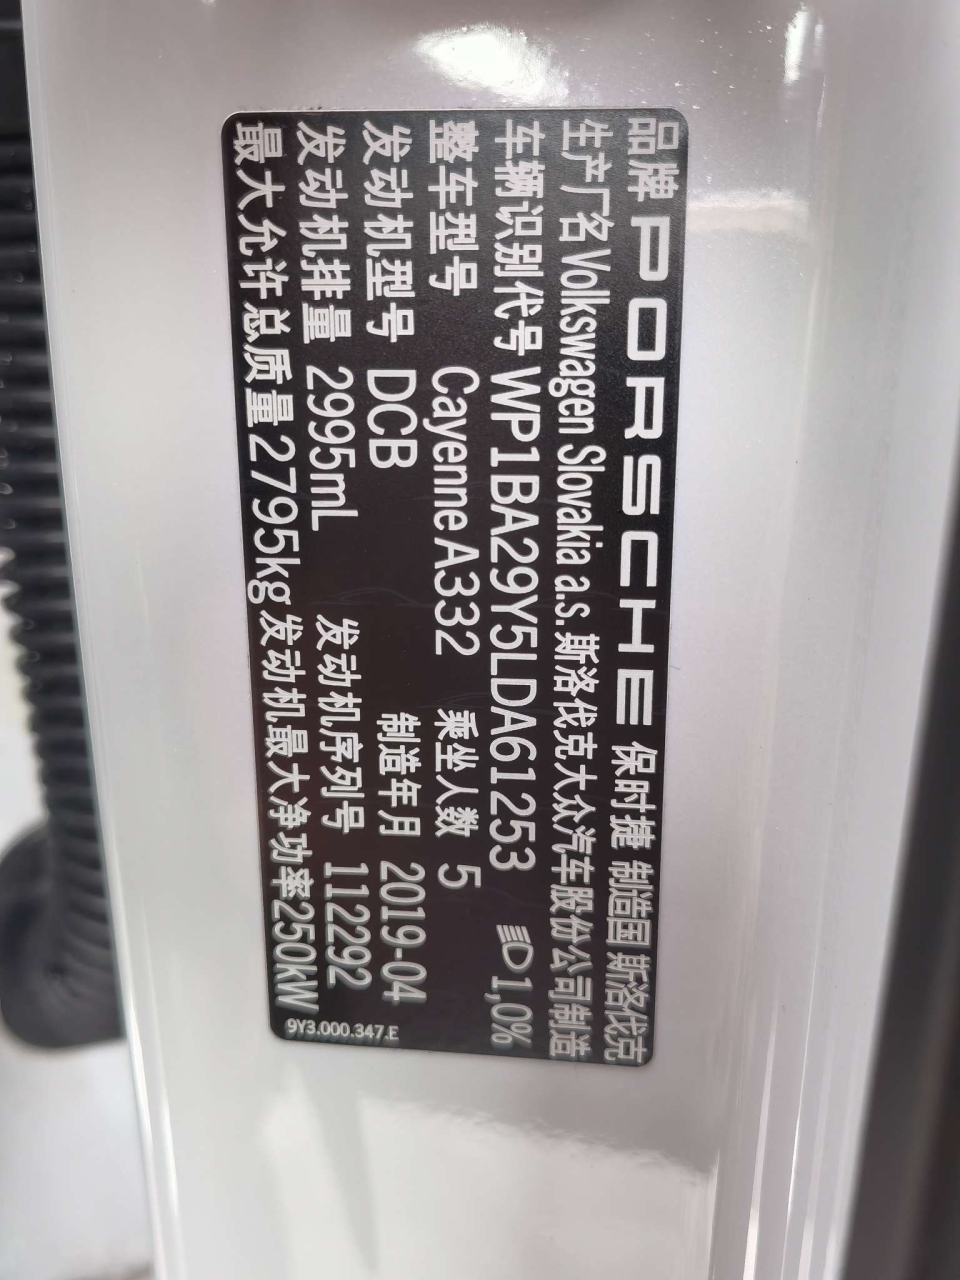 品牌 PORSCHE 保时捷 制造国 斯洛伐克
生产厂名 Volkswagen Slovakia a.s. 斯洛伐克大众汽车股份公司制造
车辆识别代号 WP1BA29Y5LDA61253 1,0%
整车型号 Cayenne A332 乘坐人数 5
发动机型号 DCB 制造年月 2019-04
发动机排量 2995mL 发动机序列号 112292
最大允许总质量 2795kg 发动机最大净功率 250kW
9Y3.000.347.E